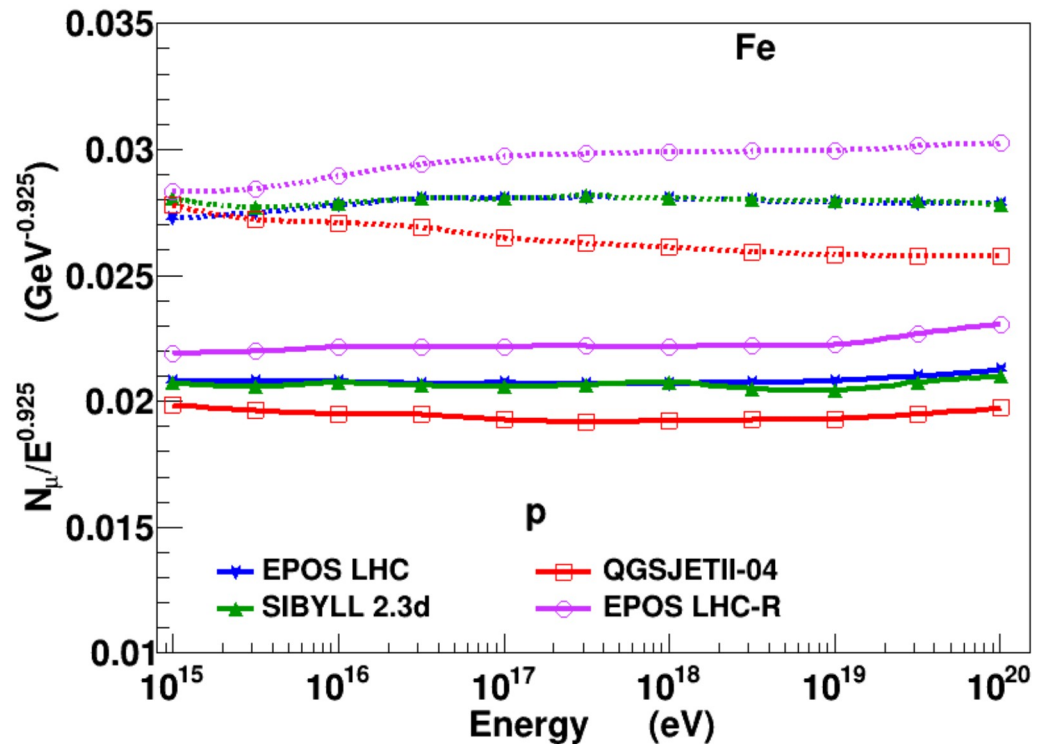 0.035
Fe
0.03
0.025
0.02
0.015
0.01
N_μ/E^0.925 (GeV^-0.925)
p
EPOS LHC QGSJETII-04
SIBYLL 2.3d EPOS LHC-R
10^15 10^16 10^17 10^18 10^19 10^20
Energy (eV)